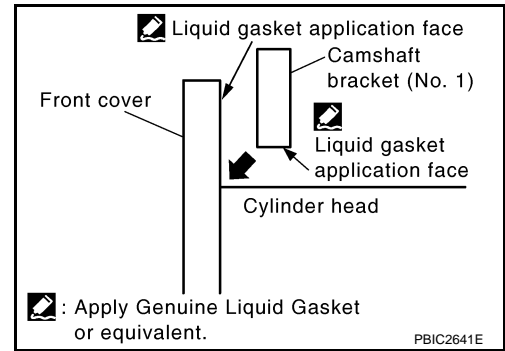 Liquid gasket application face
Camshaft
bracket (No. 1)
Front cover
Liquid gasket
application face
Cylinder head
: Apply Genuine Liquid Gasket
or equivalent.
PBIC2641E